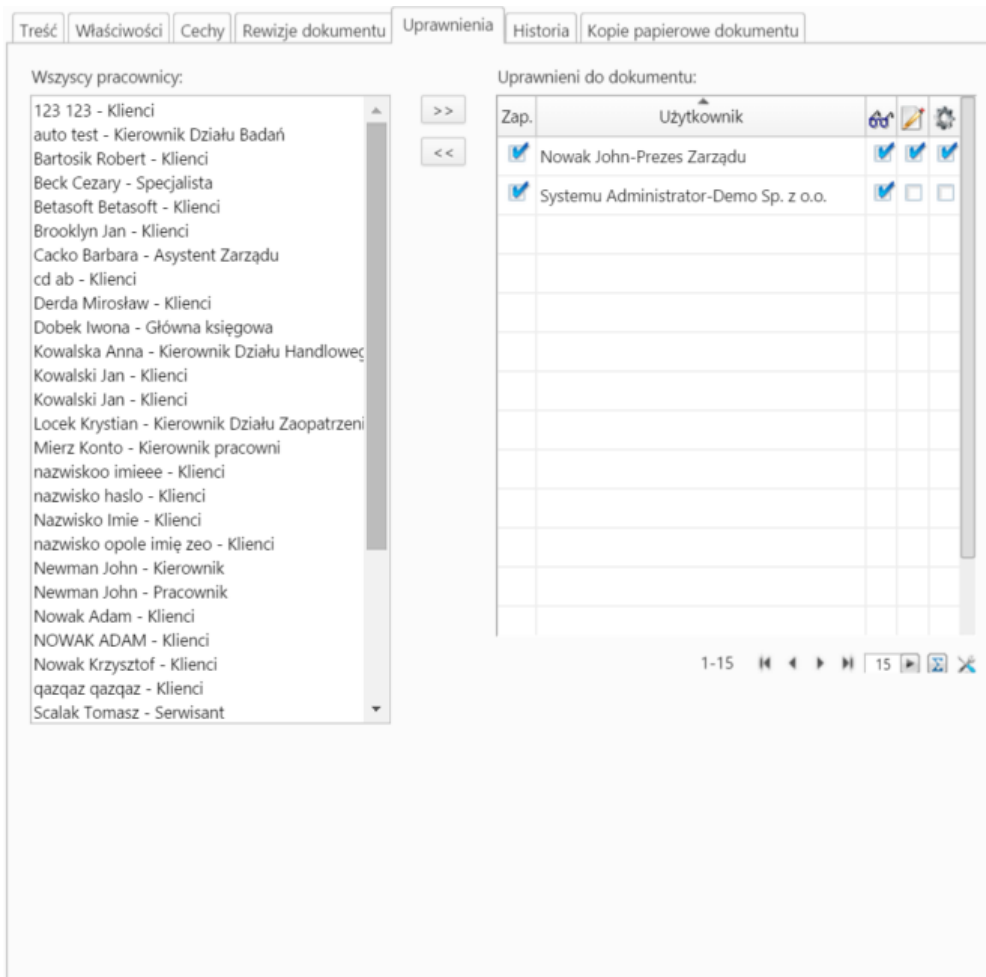 Treść Właściwości Cechy Rewizje dokumentu Uprawnienia Historia Kopie papierowe dokumentu
Wszyscy pracownicy:
123 123 - Klienci
auto test - Kierownik Działu Badań
Bartosik Robert - Klienci
Beck Cezary - Specjalista
Betasoft Betasoft - Klienci
Brooklyn Jan - Klienci
Cacko Barbara - Asystent Zarządu
cd ab - Klienci
Derda Mirosław - Klienci
Dobek Iwona - Główna księgowa
Kowalska Anna - Kierownik Działu Handloweg
Kowalski Jan - Klienci
Kowalski Jan - Klienci
Locek Krystian - Kierownik Działu Zaopatrzeni
Mierz Konto - Kierownik pracowni
nazwiskoo imieee - Klienci
nazwisko haslo - Klienci
Nazwisko Imie - Klienci
nazwisko opole imię zeo - Klienci
Newman John - Kierownik
Newman John - Pracownik
Nowak Adam - Klienci
NOWAK ADAM - Klienci
Nowak Krzysztof - Klienci
qazqaz qazqaz - Klienci
Scalak Tomasz - Serwisant
>>
<<
Uprawnieni do dokumentu:
Zap. Użytkownik
Nowak John-Prezes Zarządu
Systemu Administrator-Demo Sp. z o.o.
1-15 15 Σ